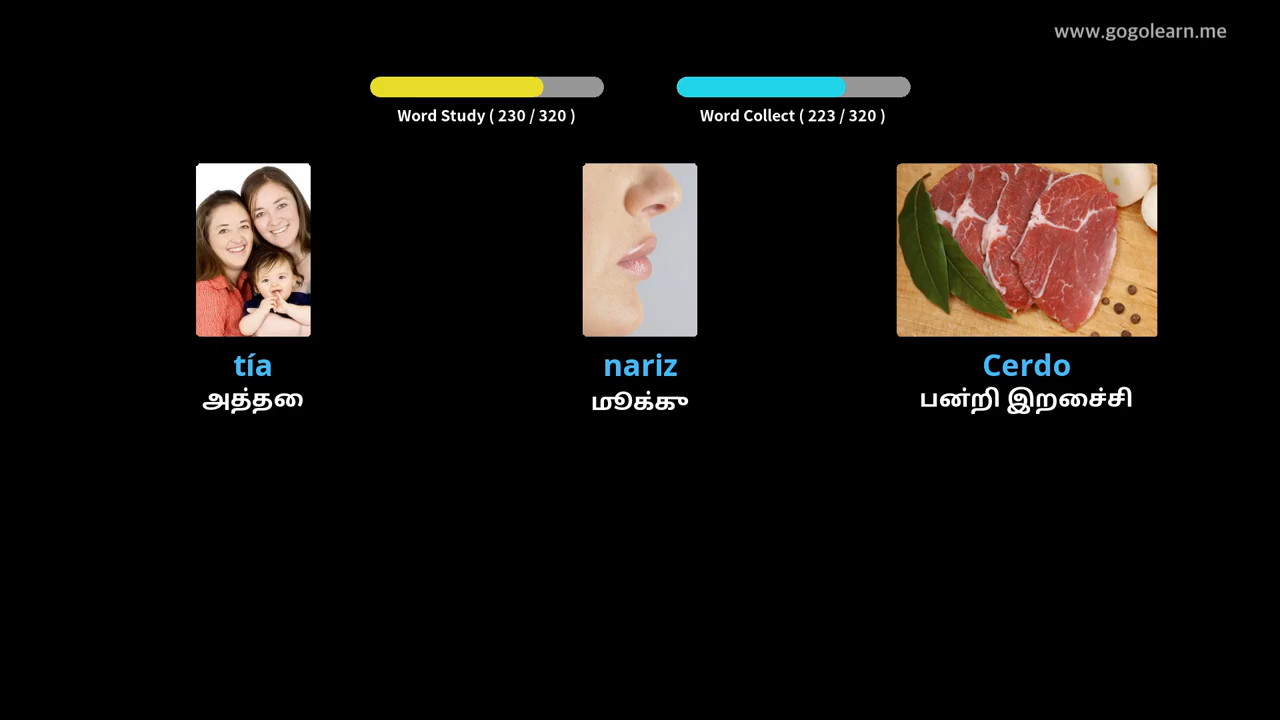 www.gogolearn.me
Word Study ( 230 / 320 )
Word Collect ( 223 / 320 )
tía
nariz
Cerdo
அத்தை
மூக்கு
பன்றி இறைச்சி